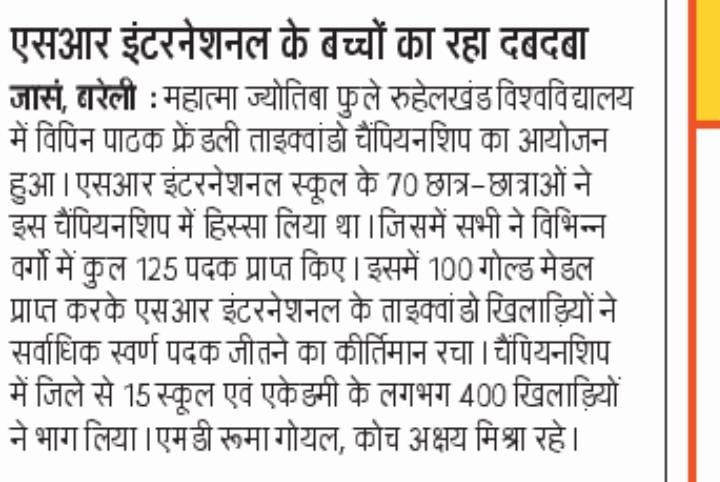 एसआर इंटरनेशनल के बच्चों का रहा दबदबा
जासं, बरेली : महात्मा ज्योतिबा फुले रुहेलखंड विश्वविद्यालय
में विपिन पाठक फ्रेंडली ताइक्वांडो चैंपियनशिप का आयोजन
हुआ। एसआर इंटरनेशनल स्कूल के 70 छात्र-छात्राओं ने
इस चैंपियनशिप में हिस्सा लिया था। जिसमें सभी ने विभिन्न
वर्गो में कुल 125 पदक प्राप्त किए। इसमें 100 गोल्ड मेडल
प्राप्त करके एसआर इंटरनेशनल के ताइक्वांडो खिलाड़ियों ने
सर्वाधिक स्वर्ण पदक जीतने का कीर्तिमान रचा। चैंपियनशिप
में जिले से 15 स्कूल एवं एकेडमी के लगभग 400 खिलाड़ियों
ने भाग लिया। एमडी रूमा गोयल, कोच अक्षय मिश्रा रहे।